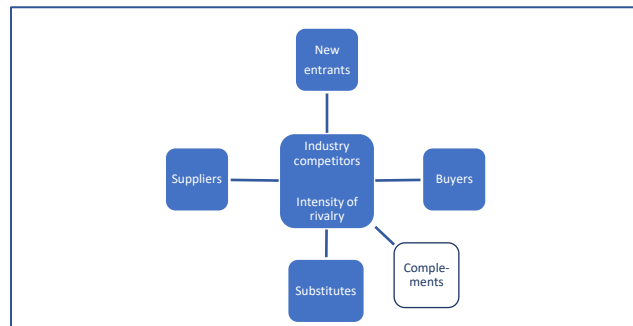 New
entrants
Industry
competitors
Suppliers
Buyers
Intensity of
rivalry
Comple-
ments
Substitutes